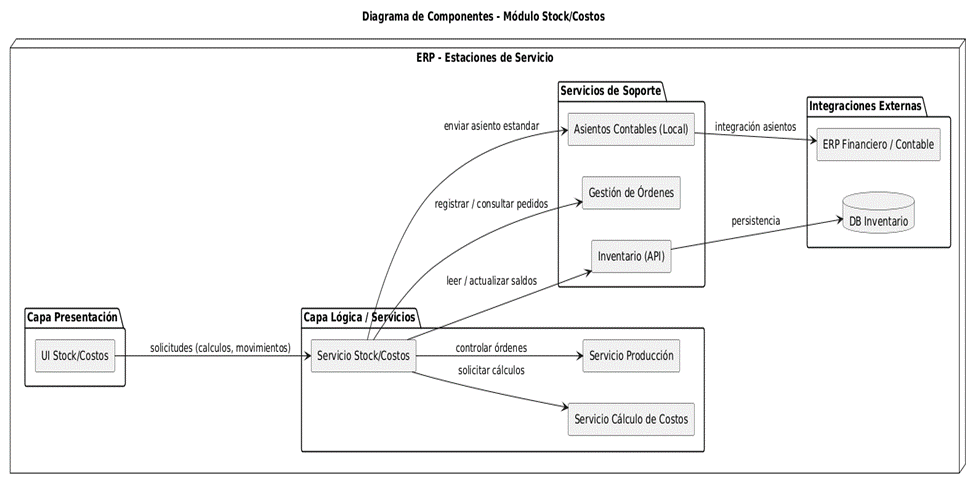 Diagrama de Componentes - Módulo Stock/Costos
ERP - Estaciones de Servicio
Servicios de Soporte
Integraciones Externas
enviar asiento estandar
Asientos Contables (Local)
integración asientos
ERP Financiero / Contable
registrar / consultar pedidos
Gestión de Órdenes
persistencia
DB Inventario
Inventario (API)
leer / actualizar saldos
Capa Presentación
Capa Lógica / Servicios
UI Stock/Costos
solicitudes (calculos, movimientos)
Servicio Stock/Costos
controlar órdenes
Servicio Producción
solicitar cálculos
Servicio Cálculo de Costos